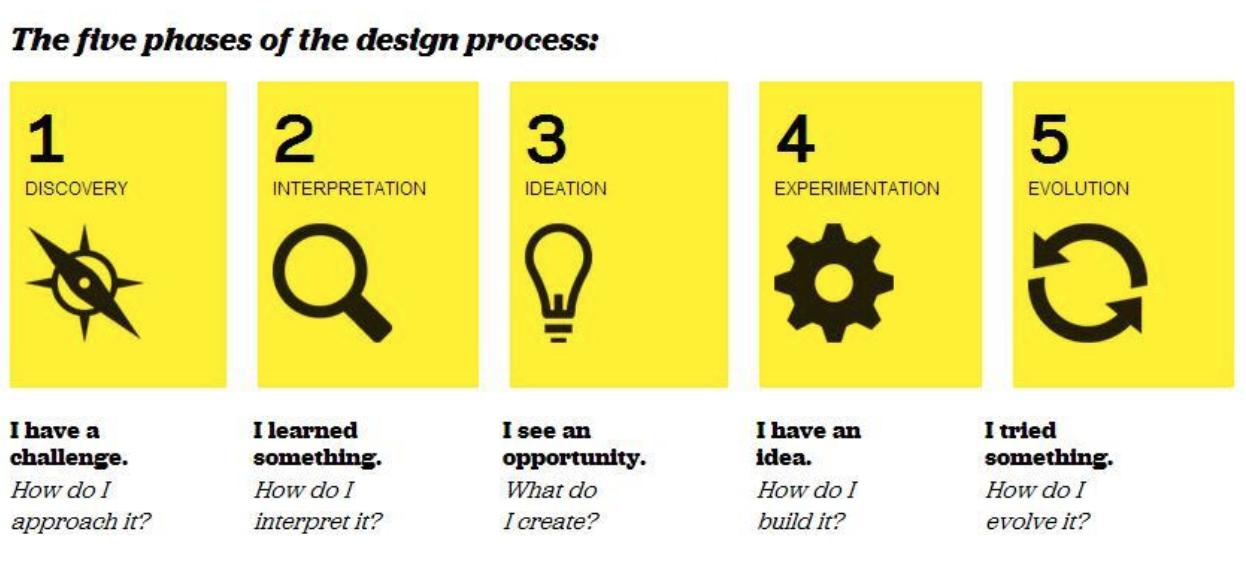 The five phases of the design process:
1
DISCOVERY
I have a
challenge.
How do I
approach it?
2
INTERPRETATION
I learned
something.
How do I
interpret it?
3
IDEATION
I see an
opportunity.
What do
I create?
4
EXPERIMENTATION
I have an
idea.
How do I
build it?
5
EVOLUTION
I tried
something.
How do I
evolve it?